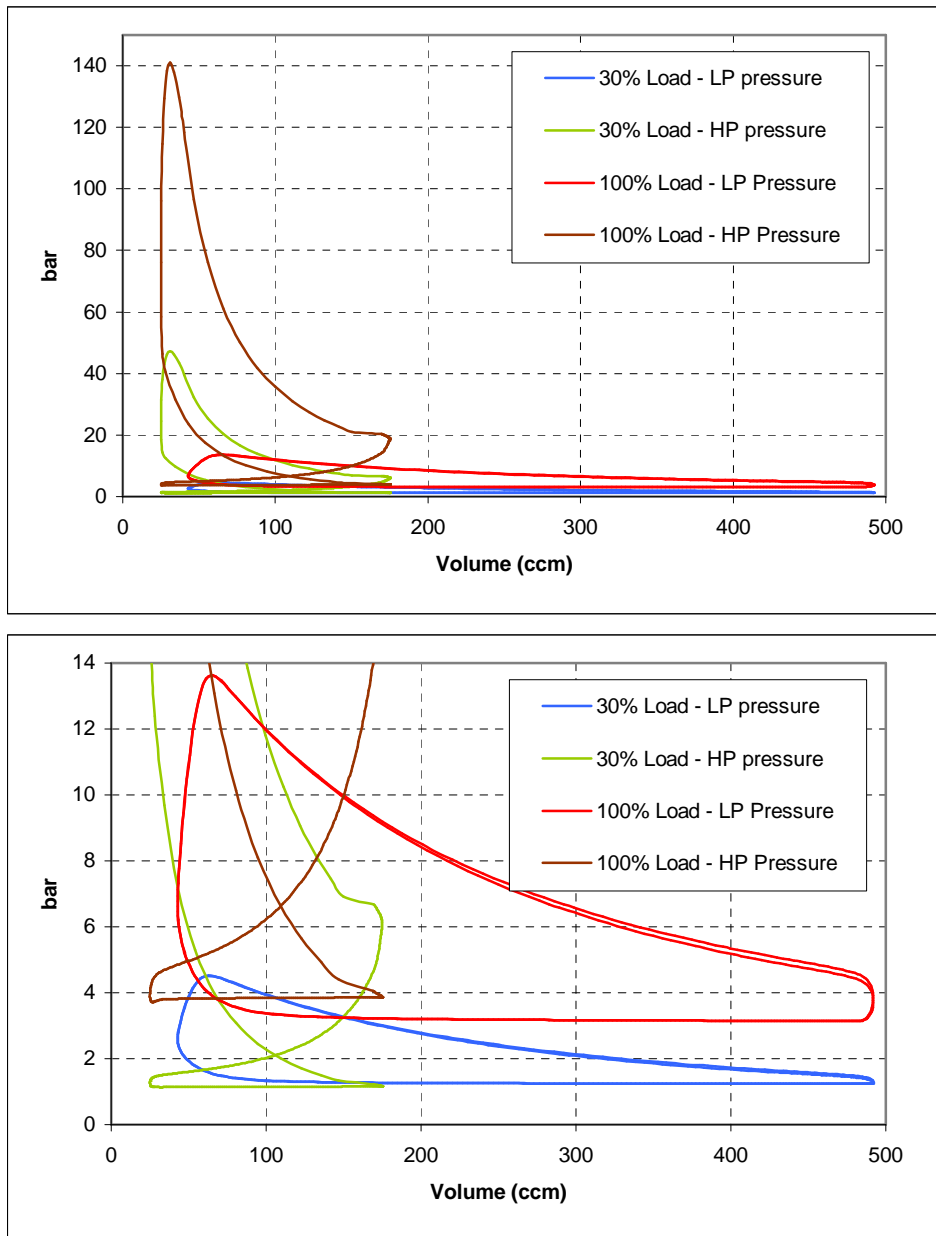 140
120
100
80
60
40
20
0
bar
30% Load - LP pressure
30% Load - HP pressure
100% Load - LP Pressure
100% Load - HP Pressure
0 100 200 300 400 500
Volume (ccm)
14
12
10
8
6
4
2
0
bar
30% Load - LP pressure
30% Load - HP pressure
100% Load - LP Pressure
100% Load - HP Pressure
0 100 200 300 400 500
Volume (ccm)